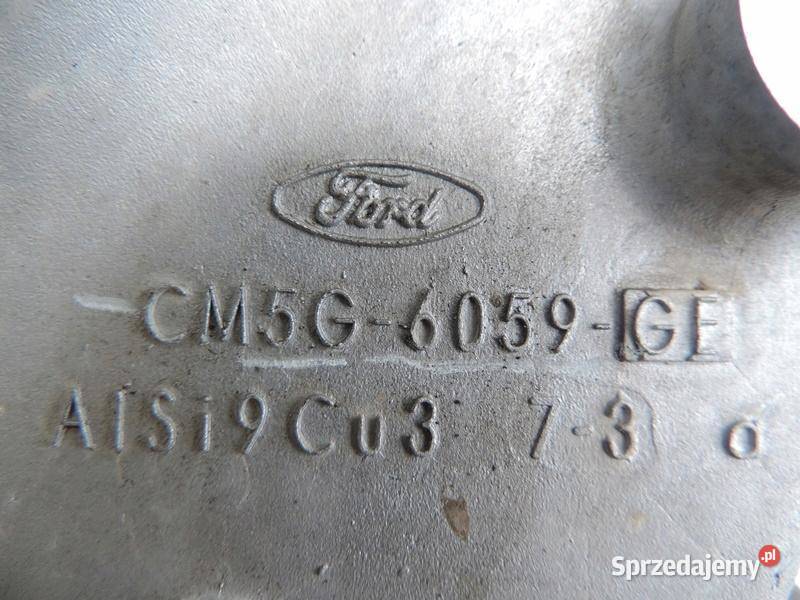 Ford
CM5G-6059-GE
AlSi9Cu3 7-3 d
Sprzedajemy.pl